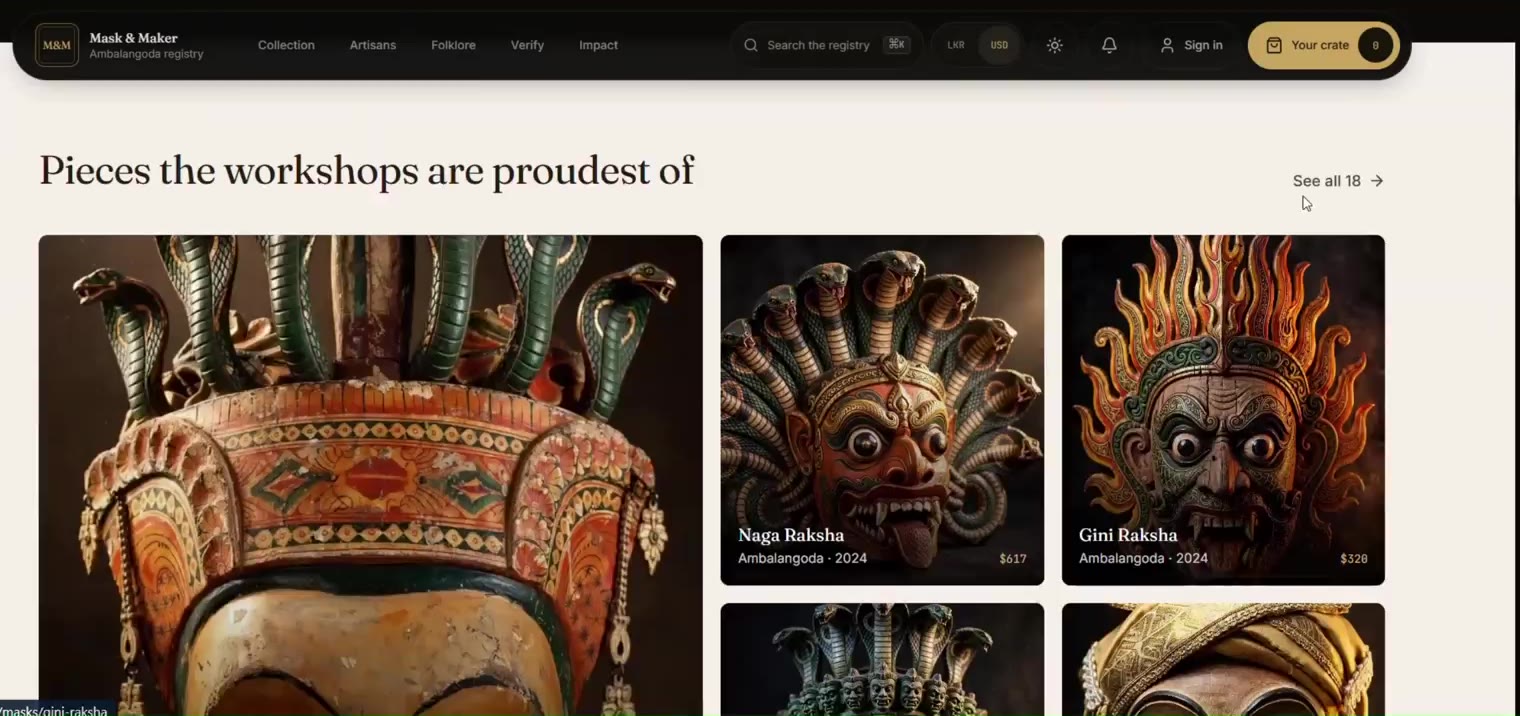 M&M
Mask & Maker
Ambalangoda registry
Collection
Artisans
Folklore
Verify
Impact
Search the registry
⌘K
LKR
USD
Sign in
Your crate
0
Pieces the workshops are proudest of
See all 18 →
Naga Raksha
Ambalangoda · 2024
$617
Gini Raksha
Ambalangoda · 2024
$320
/masks/gini-raksha